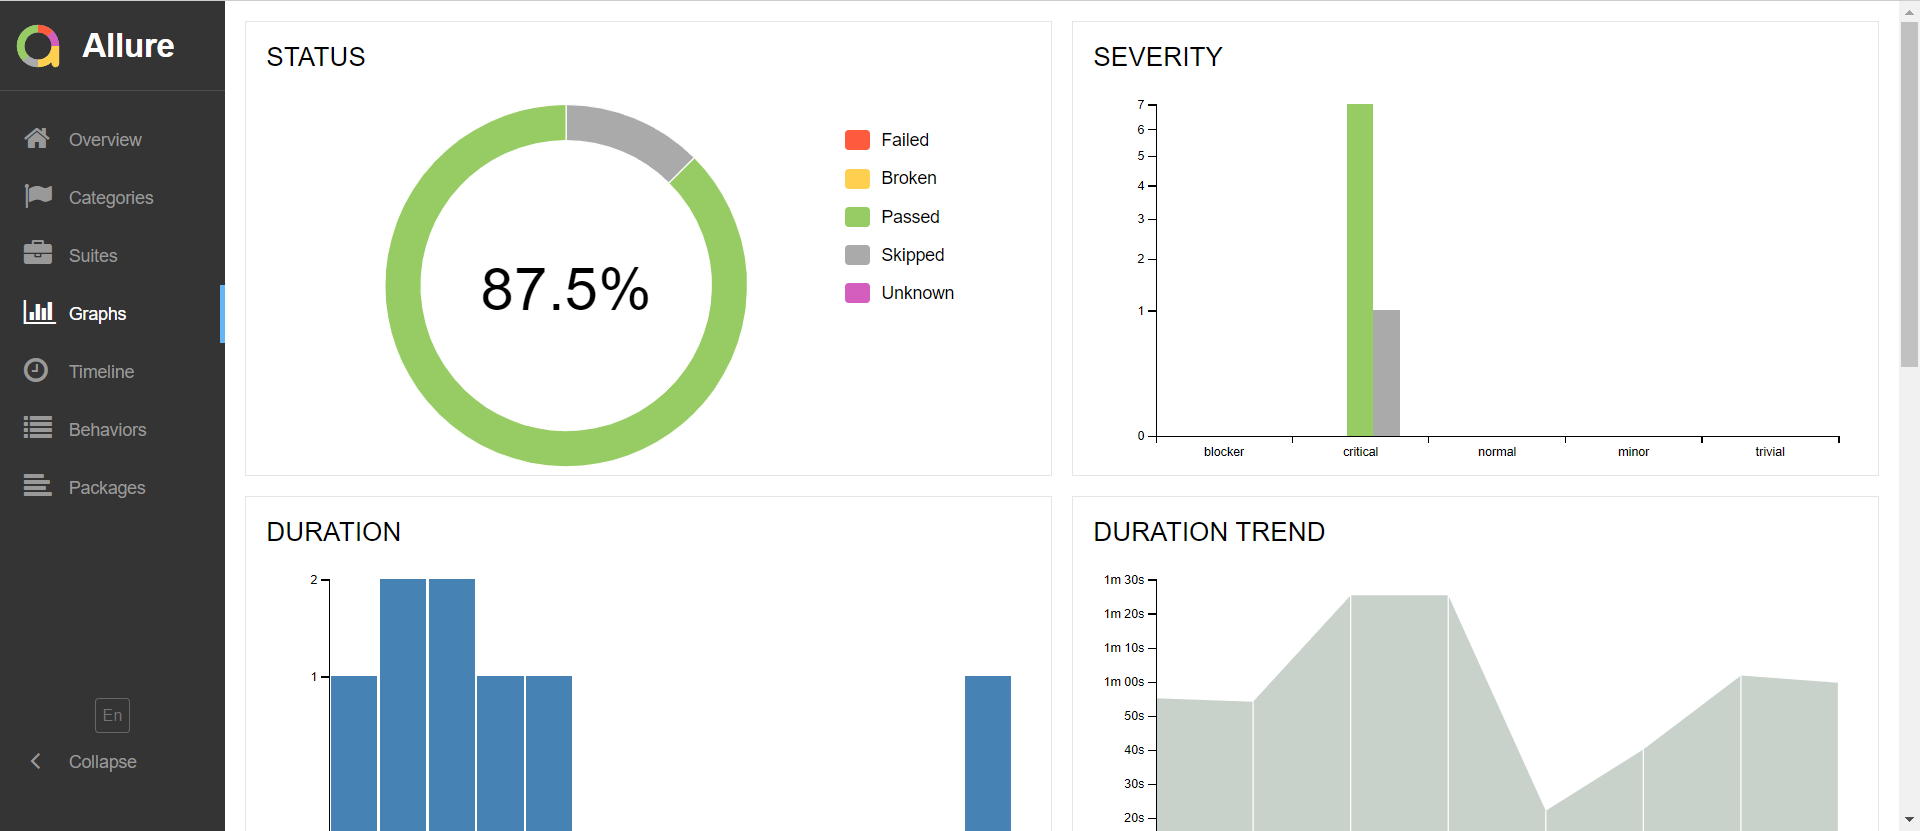 Allure
Overview
Categories
Suites
Graphs
Timeline
Behaviors
Packages
En
Collapse
STATUS
87.5%
Failed
Broken
Passed
Skipped
Unknown
SEVERITY
7
6
5
4
3
2
1
0
blocker critical normal minor trivial
DURATION
2
1
DURATION TREND
1m 30s
1m 20s
1m 10s
1m 00s
50s
40s
30s
20s